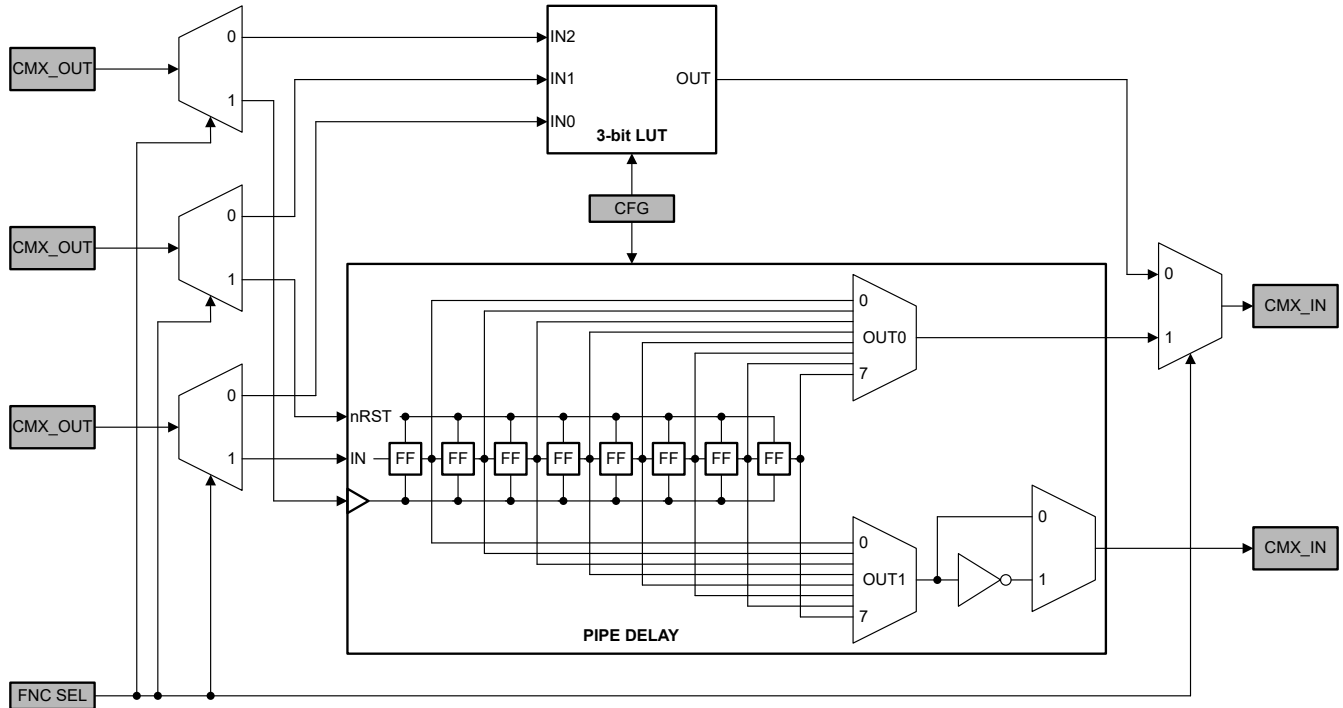 CMX_OUT
0
1
IN2
IN1
IN0
OUT
3-bit LUT
CMX_OUT
0
1
CFG
CMX_OUT
0
1
nRST
IN
FF FF FF FF FF FF FF FF
0
OUT0
7
0
OUT1
7
0
1
PIPE DELAY
0
1
CMX_IN
CMX_IN
FNC SEL